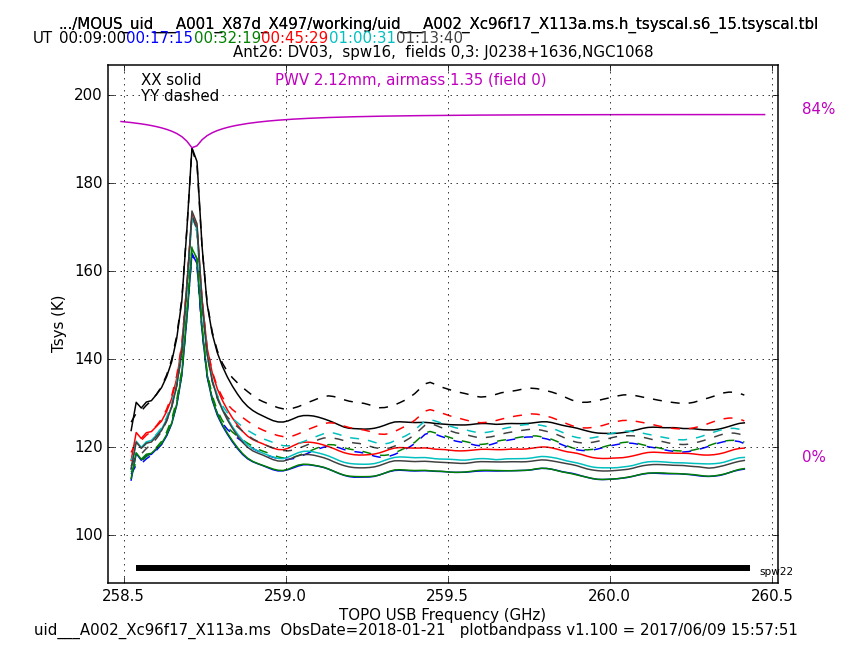 .../MOUS_uid___A001_X87d_X497/working/uid___A002_Xc96f17_X113a.ms.h_tsyscal.s6_15.tsyscal.tbl
UT 00:09:00 00:17:15 00:32:19 00:45:29 01:00:31 01:13:40
Ant26: DV03, spw16, fields 0,3: J0238+1636,NGC1068
XX solid PWV 2.12mm, airmass 1.35 (field 0)
YY dashed
200
84%
180
160
Tsys (K)
140
120
0%
100
spw22
258.5 259.0 259.5 260.0 260.5
TOPO USB Frequency (GHz)
uid___A002_Xc96f17_X113a.ms ObsDate=2018-01-21 plotbandpass v1.100 = 2017/06/09 15:57:51